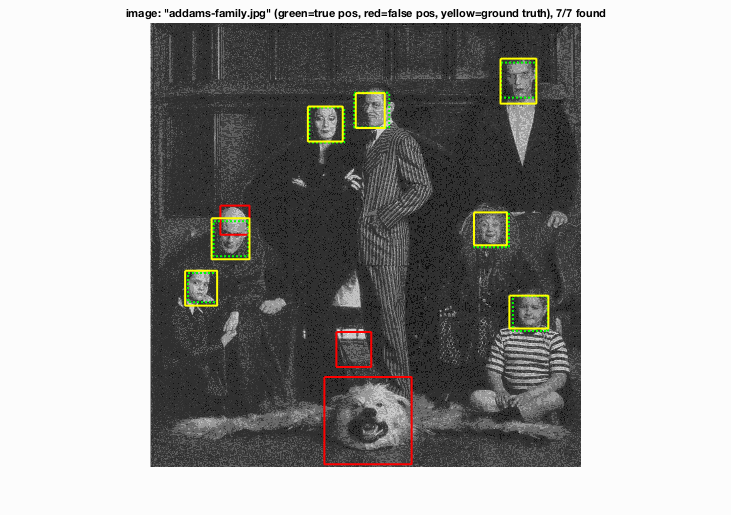 image: "addams-family.jpg" (green=true pos, red=false pos, yellow=ground truth), 7/7 found